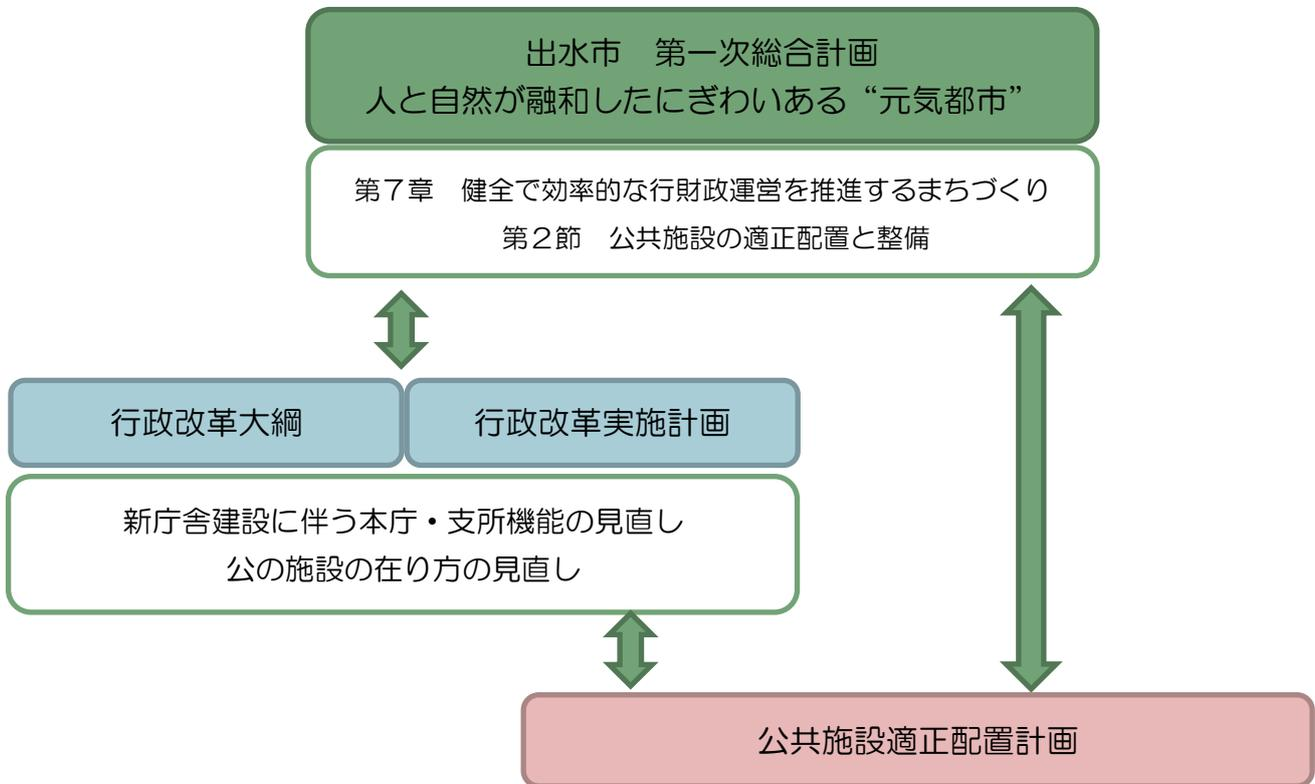 出水市　第一次総合計画
人と自然が融和したにぎわいある“元気都市”
第７章　健全で効率的な行財政運営を推進するまちづくり
第２節　公共施設の適正配置と整備
行政改革大綱
行政改革実施計画
新庁舎建設に伴う本庁・支所機能の見直し
公の施設の在り方の見直し
公共施設適正配置計画